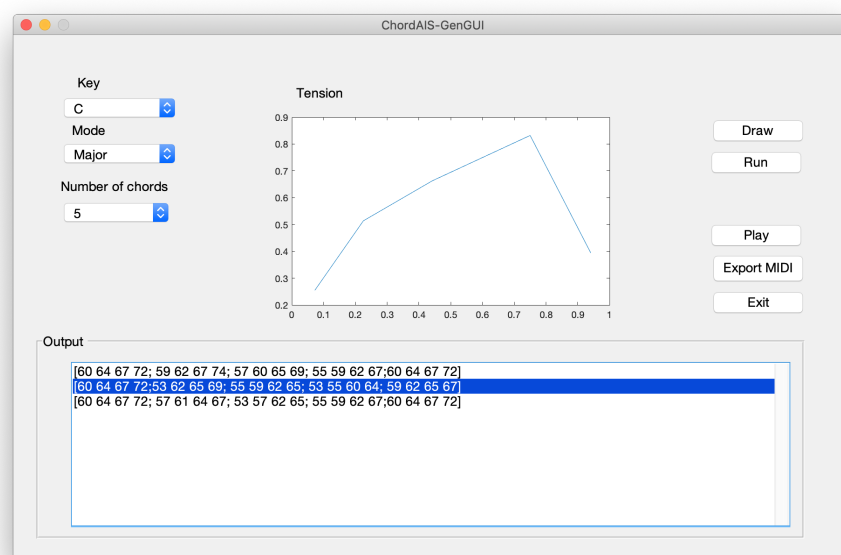 ChordAIS-GenGUI
Key
C
Mode
Major
Number of chords
5
Tension
0.9
0.8
0.7
0.6
0.5
0.4
0.3
0.2
0 0.1 0.2 0.3 0.4 0.5 0.6 0.7 0.8 0.9 1
Draw
Run
Play
Export MIDI
Exit
Output
[60 64 67 72; 59 62 67 74; 57 60 65 69; 55 59 62 67;60 64 67 72]
[60 64 67 72;53 62 65 69; 55 59 62 65; 53 55 60 64; 59 62 65 67]
[60 64 67 72; 57 61 64 67; 53 57 62 65; 55 59 62 67;60 64 67 72]